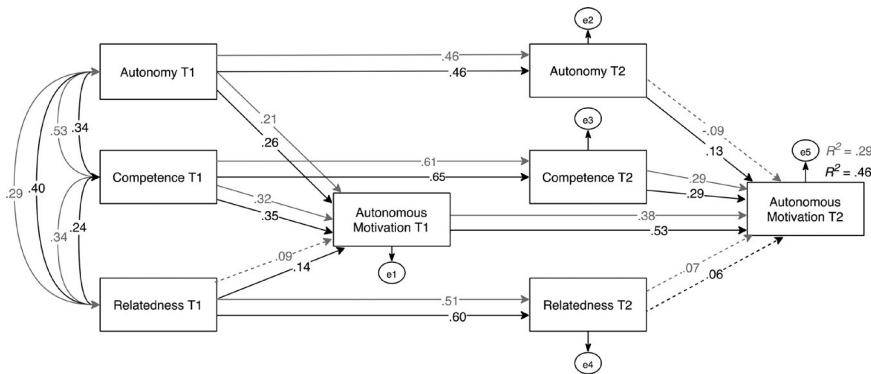 e2
.46
.46
Autonomy T1
Autonomy T2
.21
.26
-.09
.13
.53
.34
e3
e5
R² = .29
R² = .46
.61
.65
Competence T1
Competence T2
.29
.29
.29
.40
.32
.35
Autonomous
Motivation T1
.38
.53
Autonomous
Motivation T2
.34
.24
.09
.14
e1
.07
.06
.51
.60
Relatedness T1
Relatedness T2
e4